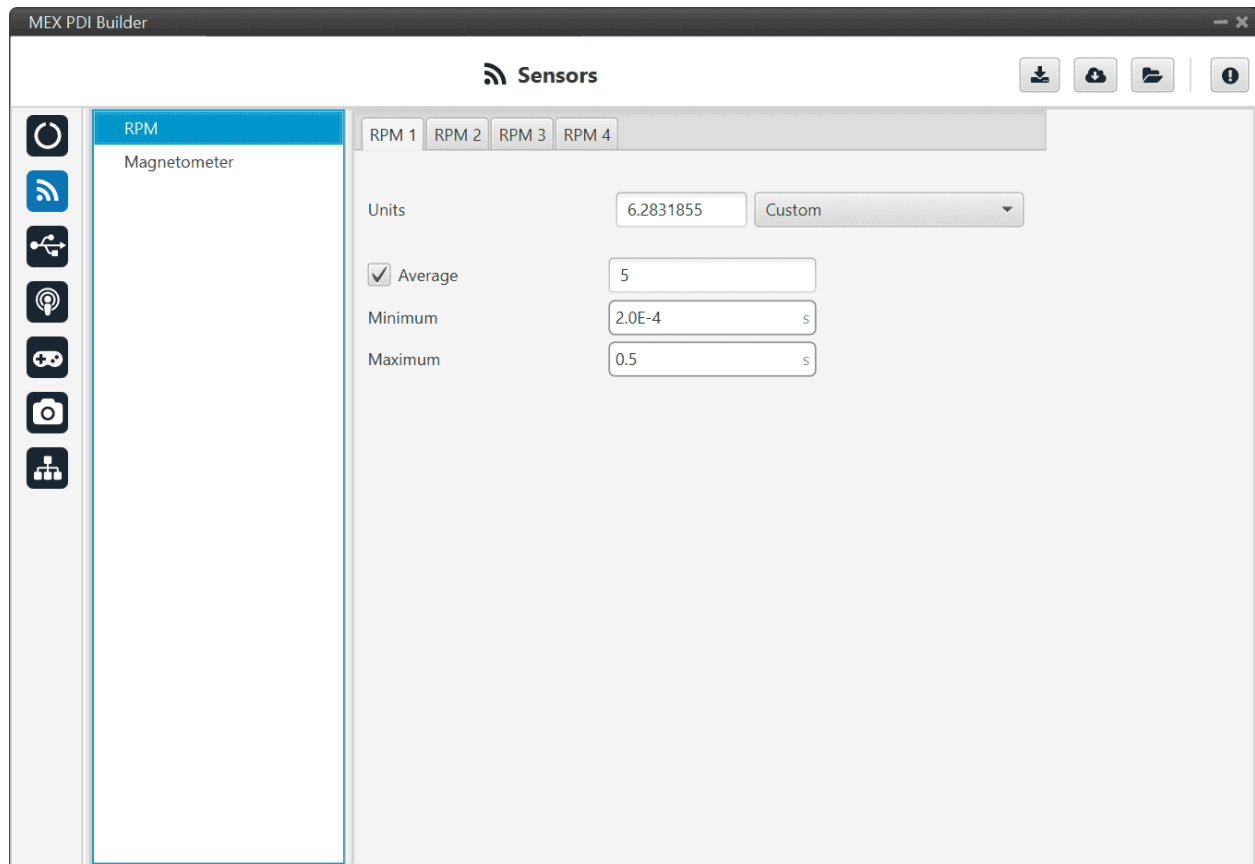 MEX PDI Builder
Sensors
RPM
Magnetometer
RPM 1 RPM 2 RPM 3 RPM 4
Units 6.2831855 Custom
Average 5
Minimum 2.0E-4 s
Maximum 0.5 s